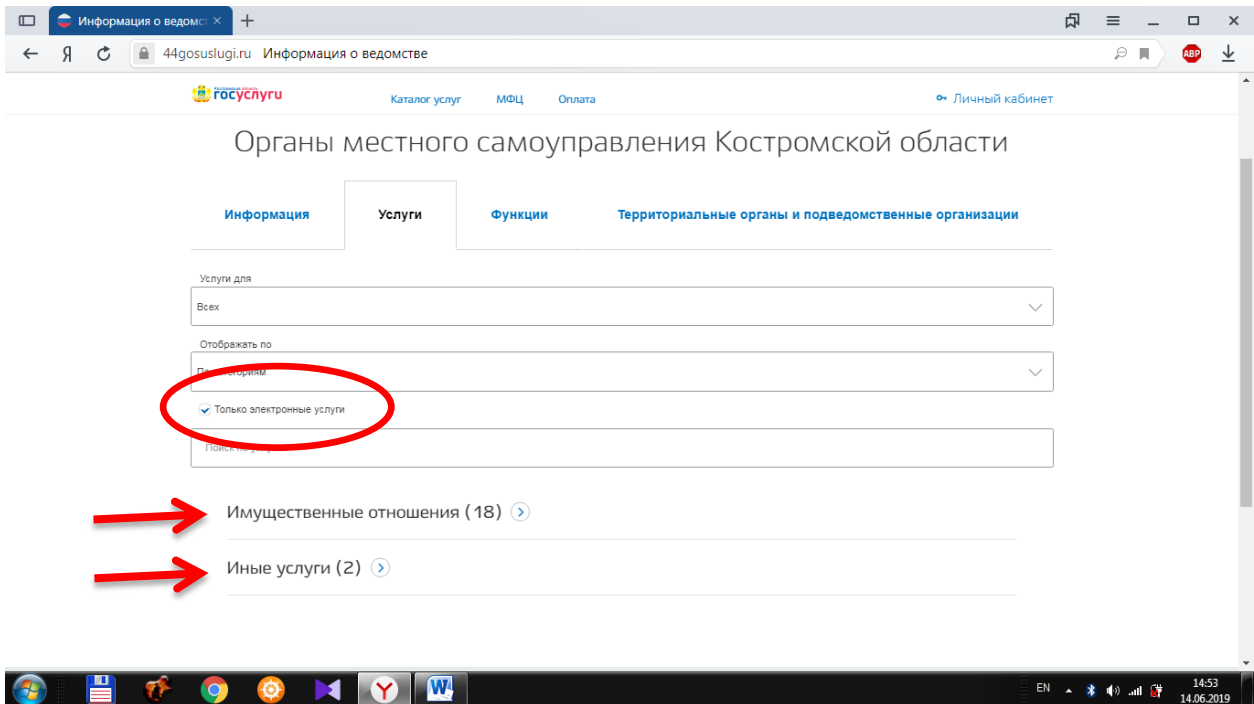 Информация о ведомст
44gosuslugi.ru Информация о ведомстве
ABP
госуслуги
Каталог услуг МФЦ Оплата Личный кабинет
Органы местного самоуправления Костромской области
Информация Услуги Функции Территориальные органы и подведомственные организации
Услуги для
Всех
Отображать по
По категориям
Только электронные услуги
Имущественные отношения (18)
Иные услуги (2)
EN
14:53
14.06.2019